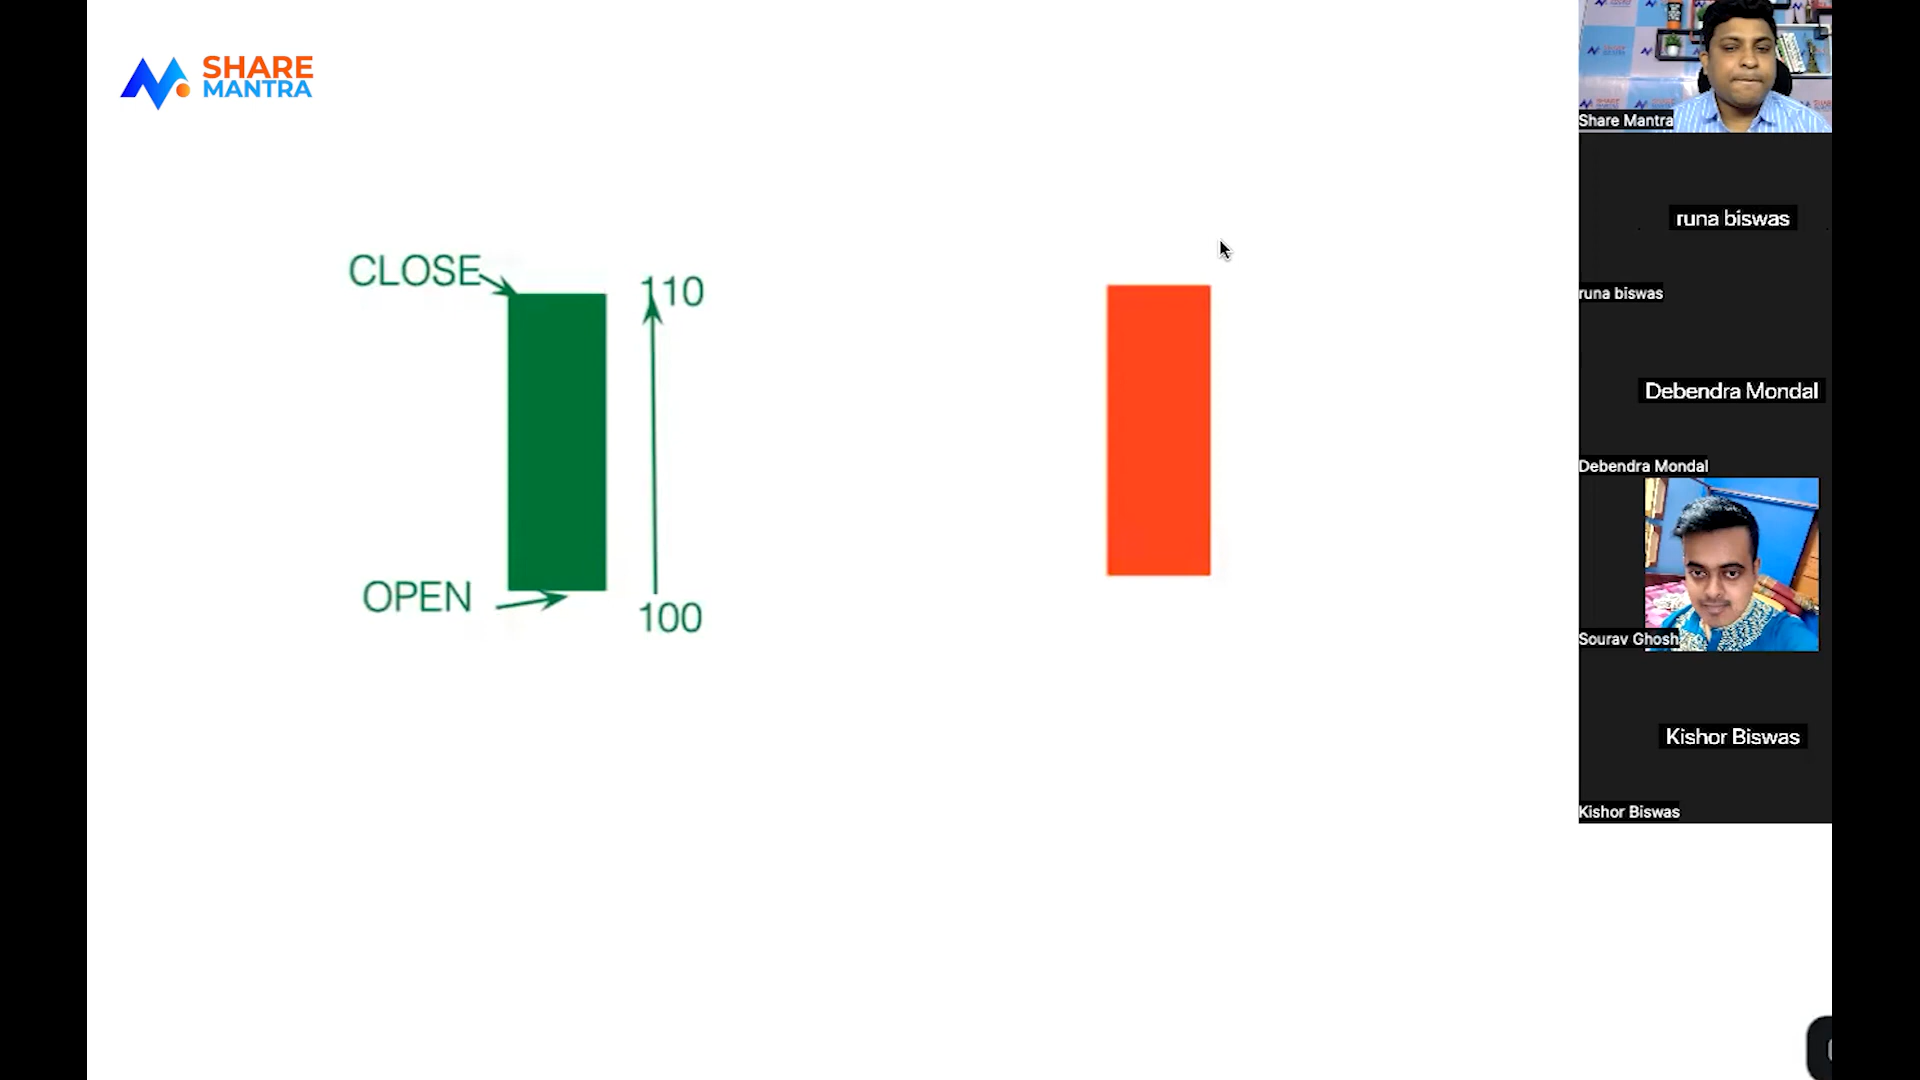 SHARE
MANTRA
CLOSE
110
OPEN
100
Share Mantra
runa biswas
runa biswas
Debendra Mondal
Debendra Mondal
Sourav Ghosh
Kishor Biswas
Kishor Biswas